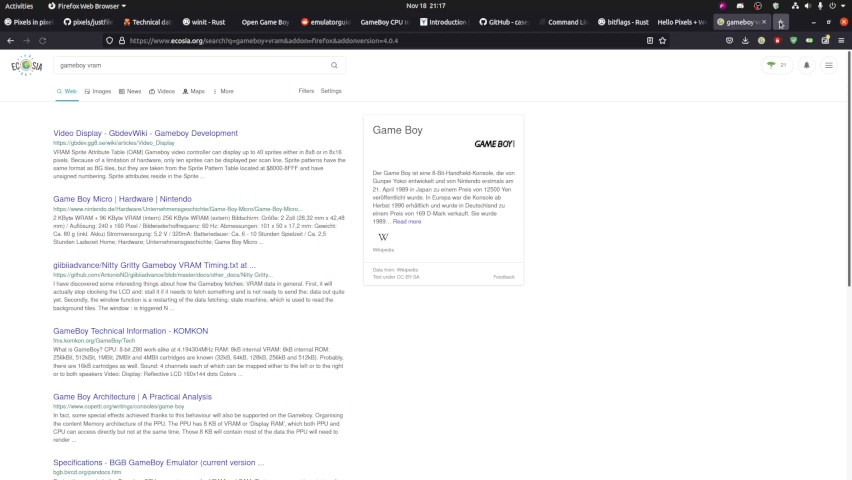 Activities
Firefox Web Browser
Nov 18 21:17
Pixels in pixel
pixels/justfile
Technical dat
winit - Rust
Open Game Boy
emulatorguide
GameBoy CPU
Introduction
GitHub - case
Command Lin
bitflags - Rust
Hello Pixels + W
gameboy vr
https://www.ecosia.org/search?q=gameboy+vram&addon=firefox&addonversion=4.0.4
ECOSIA
gameboy vram
21
Web
Images
News
Videos
Maps
More
Filters
Settings
Video Display - GbdevWiki - Gameboy Development
https://gbdev.gg8.se/wiki/articles/Video_Display
VRAM Sprite Attribute Table (OAM) Gameboy video controller can display up to 40 sprites either in 8x8 or in 8x16
pixels. Because of a limitation of hardware, only ten sprites can be displayed per scan line. Sprite patterns have the
same format as BG tiles, but they are taken from the Sprite Pattern Table located at $8000-8FFF and have
unsigned numbering. Sprite attributes reside in the Sprite ...
Game Boy Micro | Hardware | Nintendo
https://www.nintendo.de/Hardware/Unternehmensgeschichte/Game-Boy-Micro/Game-Boy-Micro...
2 KByte WRAM + 96 KByte VRAM (intern) 256 KByte WRAM (extern) Bildschirm: Größe: 2 Zoll (28,32 mm x 42,48
mm) / Auflösung: 240 x 160 Pixel / Bildwiederholfrequenz: 60 Hz: Abmessungen: 101 x 50 x 17,2 mm: Gewicht:
Ca. 80 g (inkl. Akku) Stromversorgung: 5,2 V / 320mA: Batterielaufzeit: Ca. 6 - 10 Stunden Spielzeit / Ca. 2,5
Stunden Ladezeit Home; Hardware; Unternehmensgeschichte; Game Boy Micro ...
giibiiadvance/Nitty Gritty Gameboy VRAM Timing.txt at ...
https://github.com/AntonioND/giibiiadvance/blob/master/docs/other_docs/Nitty Gritty...
I have discovered some interesting things about how the Gameboy fetches: VRAM data in general. First, it will
actually stop clocking the LCD and: stall it if it needs to fetch something and is not ready to send the: data out quite
yet. Secondly, the window function is a restarting of the data fetching: state machine, which is used to read the
background tiles. The window : is triggered N ...
GameBoy Technical Information - KOMKON
fms.komkon.org/GameBoy/Tech
What is GameBoy? CPU: 8-bit Z80 work-alike at 4.194304MHz RAM: 8kB internal VRAM: 8kB internal ROM:
256kBit, 512kBit, 1MBit, 2MBit and 4MBit cartridges are known (32kB, 64kB, 128kB, 256kB and 512kB). Probably,
there are 16kB cartridges as well. Sound: 4 channels each of which can be mapped either to the left or to the right
or to both speakers Video: Display: Reflective LCD 160x144 dots Colors ...
Game Boy Architecture | A Practical Analysis
https://www.copetti.org/writings/consoles/game-boy
In fact, some special effects achieved thanks to this behaviour will also be supported on the Gameboy. Organising
the content Memory architecture of the PPU. The PPU has 8 KB of VRAM or 'Display RAM', which both PPU and
CPU can access directly but not at the same time. Those 8 KB will contain most of the data the PPU will need to
render ...
Specifications - BGB GameBoy Emulator (current version ...
bgb.bircd.org/pandocs.htm
Game Boy
GAME BOY
Der Game Boy ist eine 8-Bit-Handheld-Konsole, die von
Gunpei Yokoi entwickelt und von Nintendo erstmals am
21. April 1989 in Japan zu einem Preis von 12500 Yen
veröffentlicht wurde. In Europa war die Konsole ab
Herbst 1990 erhältlich und wurde in Deutschland zu
einem Preis von 169 D-Mark verkauft. Sie wurde
1989... Read more
W
Wikipedia
Data from: Wikipedia
Text under CC-BY-SA
Feedback